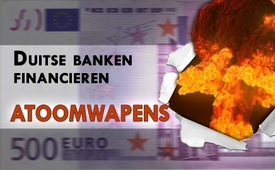 Duitse banken
financieren
ATOOMWAPENS
500 EURO